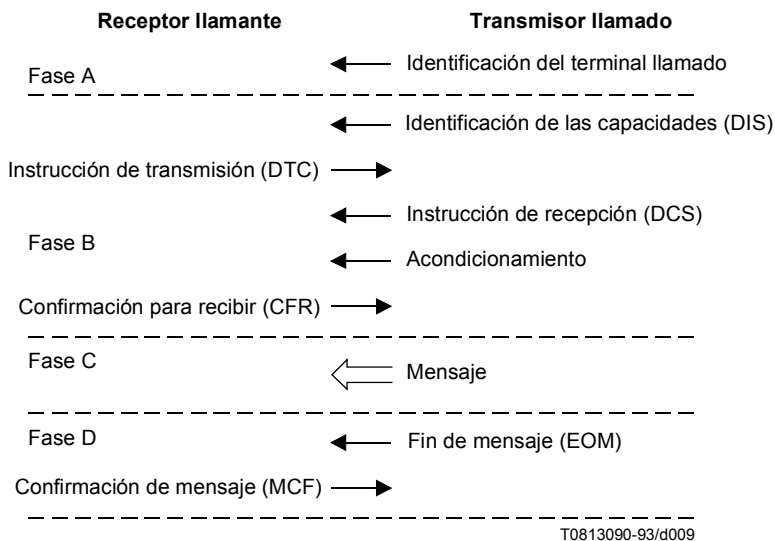 Receptor llamante Transmisor llamado
Identificación del terminal llamado
Fase A
Identificación de las capacidades (DIS)
Instrucción de transmisión (DTC)
Instrucción de recepción (DCS)
Fase B
Acondicionamiento
Confirmación para recibir (CFR)
Fase C
Mensaje
Fase D Fin de mensaje (EOM)
Confirmación de mensaje (MCF)
T0813090-93/d009